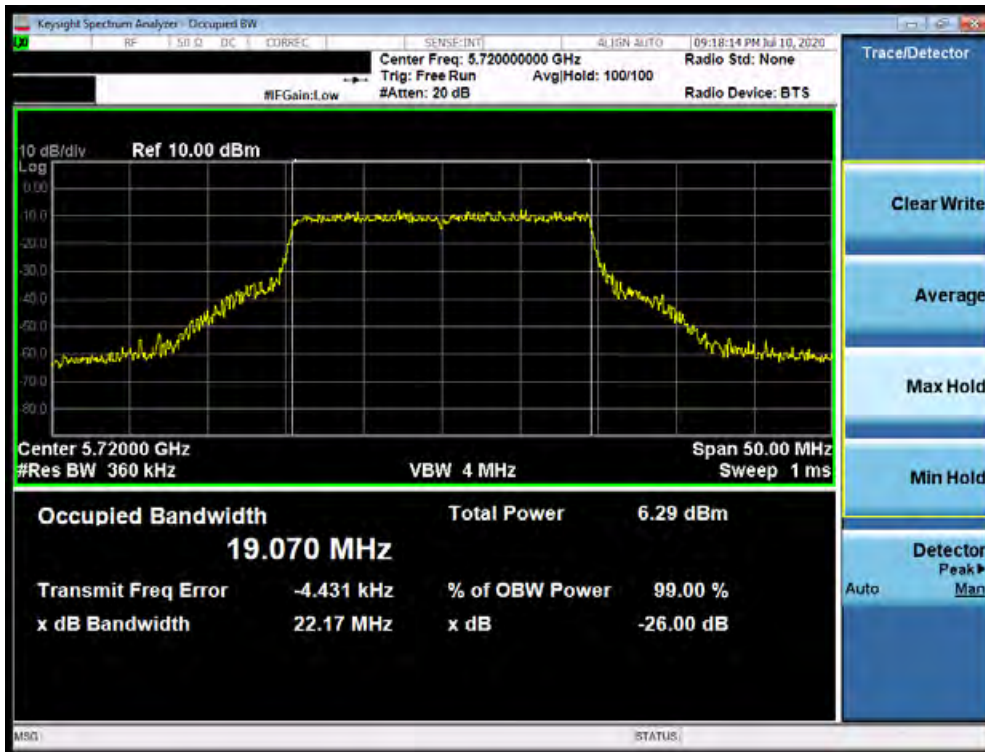 Keysight Spectrum Analyzer - Occupied BW
LXI RF 50 Ω DC CORREC SENSE:INT ALIGN AUTO 09:18:14 PM Jul 10, 2020
Center Freq: 5.720000000 GHz Radio Std: None
Trig: Free Run Avg|Hold: 100/100
#IFGain:Low #Atten: 20 dB Radio Device: BTS
Trace/Detector
10 dB/div Ref 10.00 dBm
Log
0.00
-10.0
-20.0
-30.0
-40.0
-50.0
-60.0
-70.0
-80.0
Center 5.72000 GHz Span 50.00 MHz
#Res BW 360 kHz VBW 4 MHz Sweep 1 ms
Occupied Bandwidth Total Power 6.29 dBm
19.070 MHz
Transmit Freq Error -4.431 kHz % of OBW Power 99.00 %
x dB Bandwidth 22.17 MHz x dB -26.00 dB
Clear Write
Average
Max Hold
Min Hold
Detector
Peak▶
Auto Man
MSG STATUS